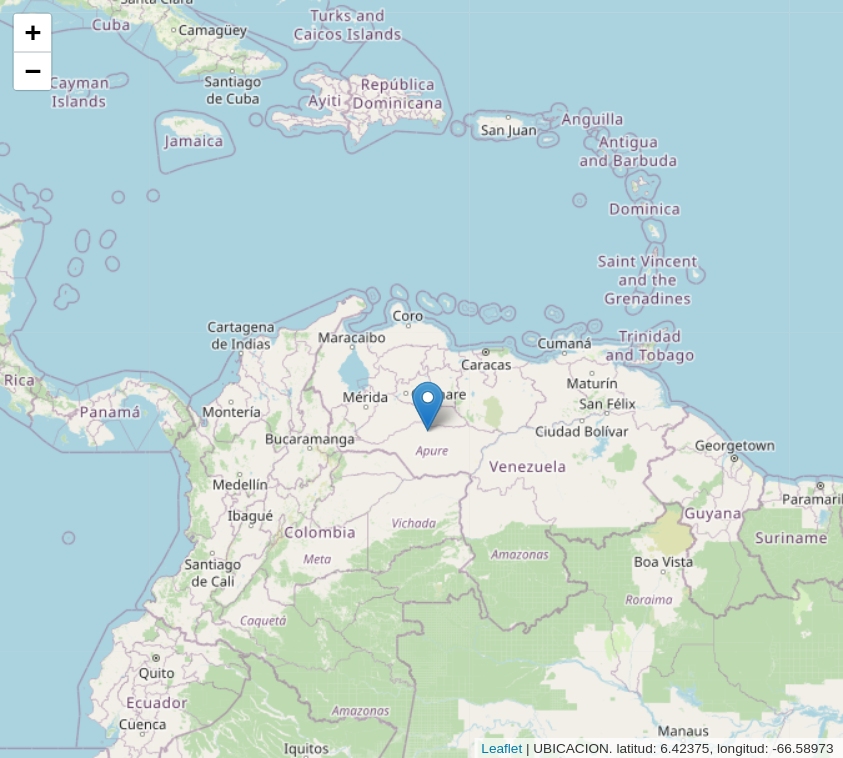 Cuba
Camagüey
Turks and
Caicos Islands
+
−
Cayman
Islands
Santiago
de Cuba
Ayiti
República
Dominicana
Jamaica
San Juan
Anguilla
Antigua
and Barbuda
Dominica
Saint Vincent
and the
Grenadines
Cartagena
de Indias
Maracaibo
Coro
Caracas
Cumaná
Trinidad
and Tobago
Rica
Panamá
Montería
Mérida
Maturín
San Félix
Ciudad Bolívar
Bucaramanga
Apure
Venezuela
Georgetown
Medellín
Paramari
Ibagué
Colombia
Vichada
Guyana
Suriname
Meta
Amazonas
Santiago
de Cali
Boa Vista
Roraima
Caquetá
Quito
Ecuador
Cuenca
Amazonas
Iquitos
Manaus
Leaflet | UBICACION. latitud: 6.42375, longitud: -66.58973